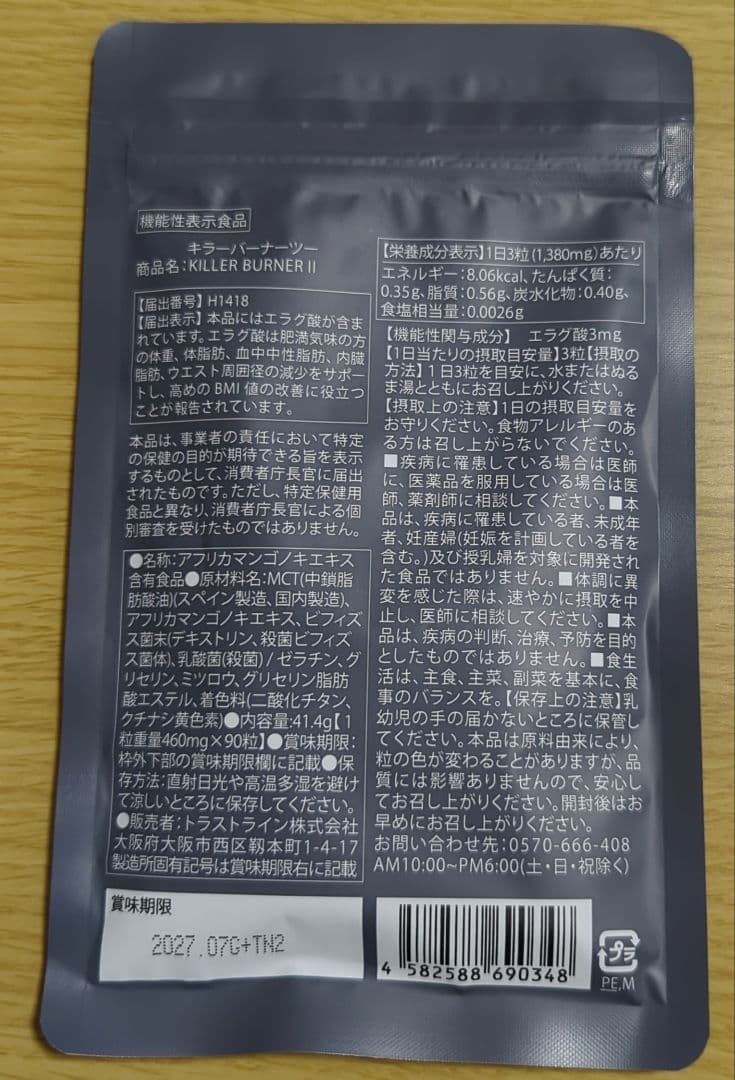 機能性表示食品
キラーバーナーツー
商品名:KILLER BURNER II
【届出番号】H1418
【届出表示】本品にはエラグ酸が含ま
れています。エラグ酸は肥満気味の方
の体重、体脂肪、血中中性脂肪、内臓
脂肪、ウエスト周囲径の減少をサポー
トし、高めのBMI値の改善に役立つ
ことが報告されています。
本品は、事業者の責任において特定
の保健の目的が期待できる旨を表示
するものとして、消費者庁長官に届出
されたものです。ただし、特定保健用
食品と異なり、消費者庁長官による個
別審査を受けたものではありません。
●名称:アフリカマンゴノキエキス
含有食品●原材料名:MCT(中鎖脂
肪酸油)(スペイン製造、国内製造)、
アフリカマンゴノキエキス、ビフィズ
ス菌末(デキストリン、殺菌ビフィズ
ス菌体)、乳酸菌(殺菌) / ゼラチン、グ
リセリン、ミツロウ、グリセリン脂肪
酸エステル、着色料(二酸化チタン、
クチナシ黄色素)●内容量:41.4g【1
粒重量460mg×90粒】●賞味期限:
枠外下部の賞味期限欄に記載●保
存方法:直射日光や高温多湿を避け
て涼しいところに保存してください。
●販売者:トラストライン株式会社
大阪府大阪市西区靱本町1-4-17
製造所固有記号は賞味期限右に記載
【栄養成分表示】1日3粒(1,380mg)あたり
エネルギー:8.06kcal、たんぱく質:
0.35g、脂質:0.56g、炭水化物:0.40g、
食塩相当量:0.0026g
【機能性関与成分】 エラグ酸3mg
【1日当たりの摂取目安量】3粒【摂取の
方法】1日3粒を目安に、水またはぬる
ま湯とともにお召し上がりください。
【摂取上の注意】1日の摂取目安量を
お守りください。食物アレルギーのあ
る方は召し上がらないでください。
■疾病に罹患している場合は医師
に、医薬品を服用している場合は医
師、薬剤師に相談してください。■本
品は、疾病に罹患している者、未成年
者、妊産婦(妊娠を計画している者を
含む。)及び授乳婦を対象に開発され
た食品ではありません。■体調に異
変を感じた際は、速やかに摂取を中
止し、医師に相談してください。■本
品は、疾病の判断、治療、予防を目的
としたものではありません。■食生
活は、主食、主菜、副菜を基本に、食
事のバランスを。【保存上の注意】乳
幼児の手の届かないところに保管し
てください。本品は原料由来により、
粒の色が変わることがありますが、品
質には影響ありませんので、安心し
てお召し上がりください。開封後はお
早めにお召し上がりください。
お問い合わせ先:0570-666-408
AM10:00~PM6:00(土・日・祝除く)
賞味期限
2027.07G+TN2
4 582588 690348
プラ
PE,M